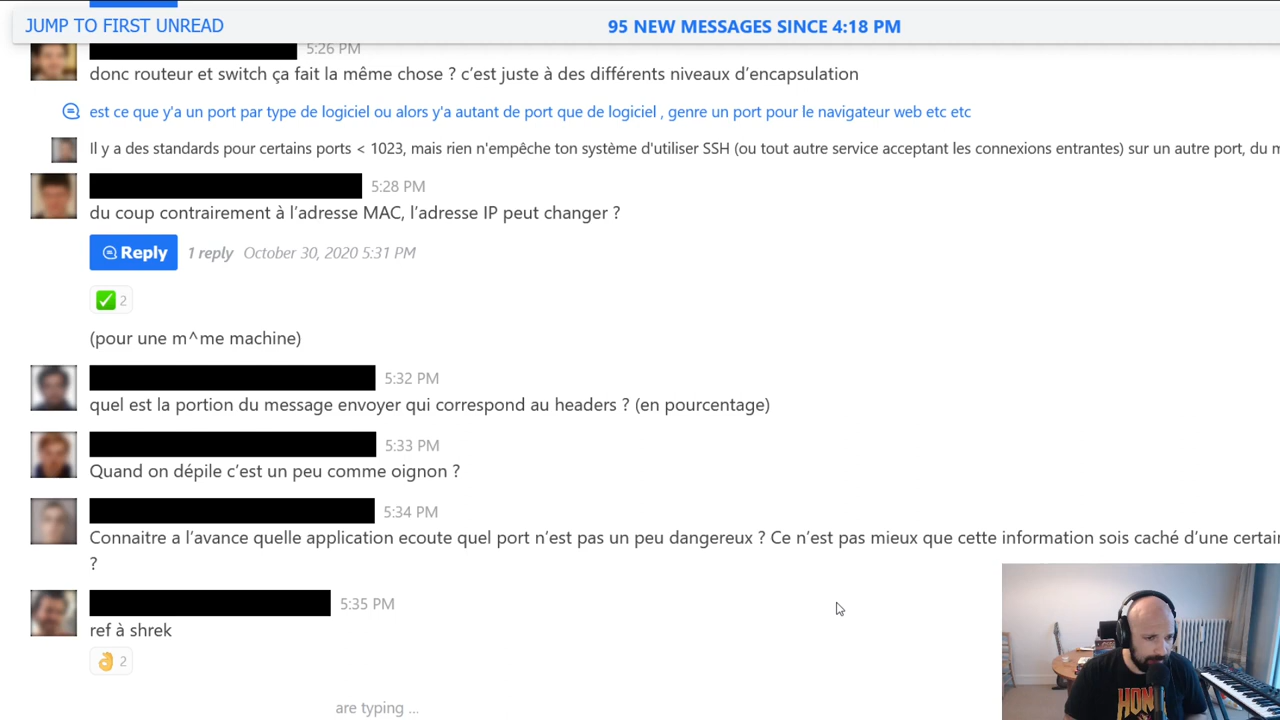 JUMP TO FIRST UNREAD
95 NEW MESSAGES SINCE 4:18 PM
5:26 PM
donc routeur et switch ça fait la même chose ? c’est juste à des différents niveaux d’encapsulation
est ce que y'a un port par type de logiciel ou alors y'a autant de port que de logiciel , genre un port pour le navigateur web etc etc
Il y a des standards pour certains ports < 1023, mais rien n'empêche ton système d'utiliser SSH (ou tout autre service acceptant les connexions entrantes) sur un autre port, du m
5:28 PM
du coup contrairement à l’adresse MAC, l’adresse IP peut changer ?
Reply 1 reply October 30, 2020 5:31 PM
2
(pour une m^me machine)
5:32 PM
quel est la portion du message envoyer qui correspond au headers ? (en pourcentage)
5:33 PM
Quand on dépile c’est un peu comme oignon ?
5:34 PM
Connaitre a l’avance quelle application ecoute quel port n’est pas un peu dangereux ? Ce n’est pas mieux que cette information sois caché d’une certain
?
5:35 PM
ref à shrek
2
are typing ...
HON